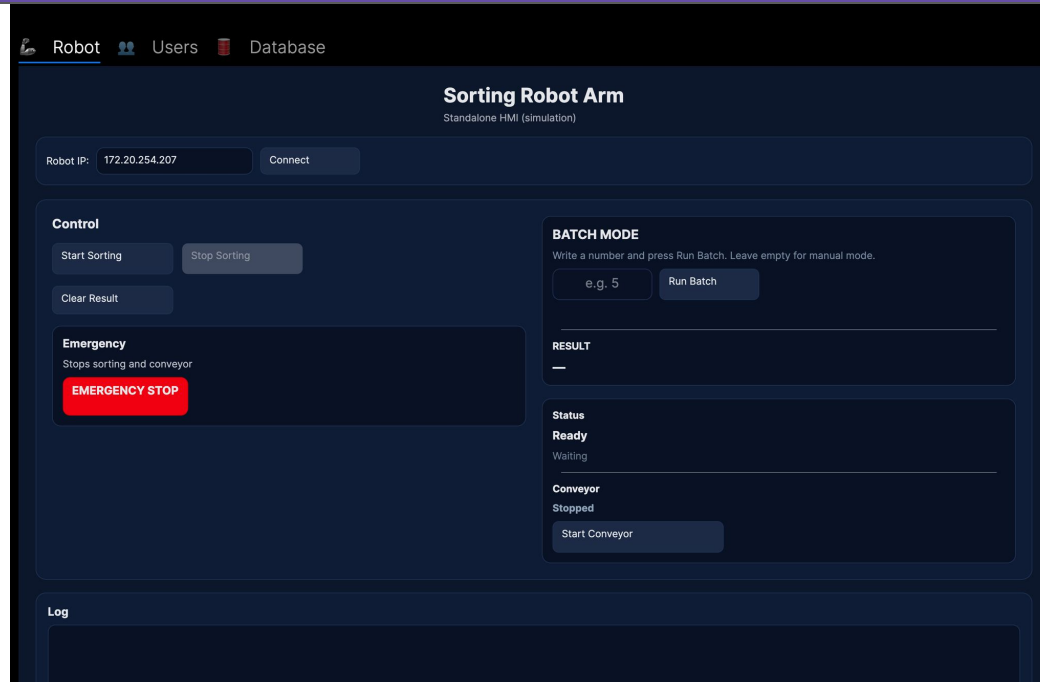 Robot Users Database
Sorting Robot Arm
Standalone HMI (simulation)
Robot IP: 172.20.254.207 Connect
Control
Start Sorting Stop Sorting
Clear Result
Emergency
Stops sorting and conveyor
EMERGENCY STOP
BATCH MODE
Write a number and press Run Batch. Leave empty for manual mode.
e.g. 5 Run Batch
RESULT
—
Status
Ready
Waiting
Conveyor
Stopped
Start Conveyor
Log